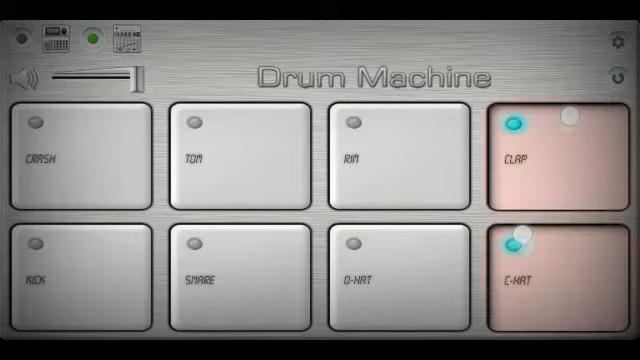 Drum Machine
CRASH
TOM
RIM
CLAP
KICK
SNARE
O-HAT
C-HAT